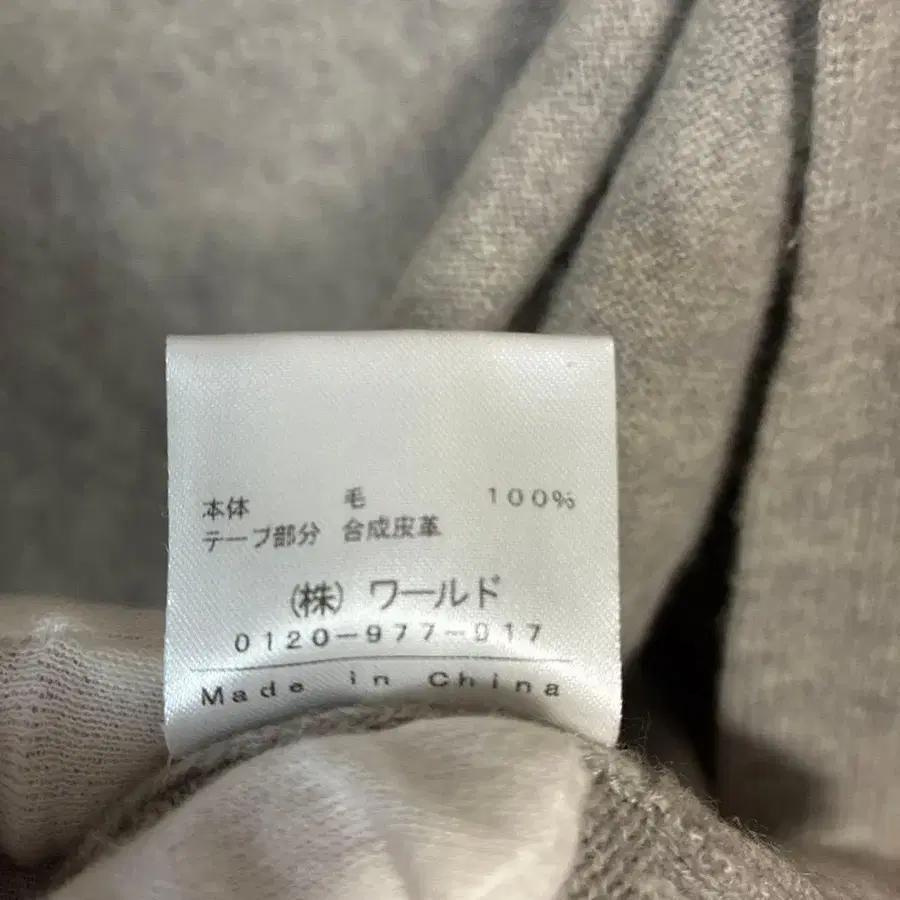 本体 毛 100%
テープ部分 合成皮革
(株) ワールド
0120-977-017
Made in China